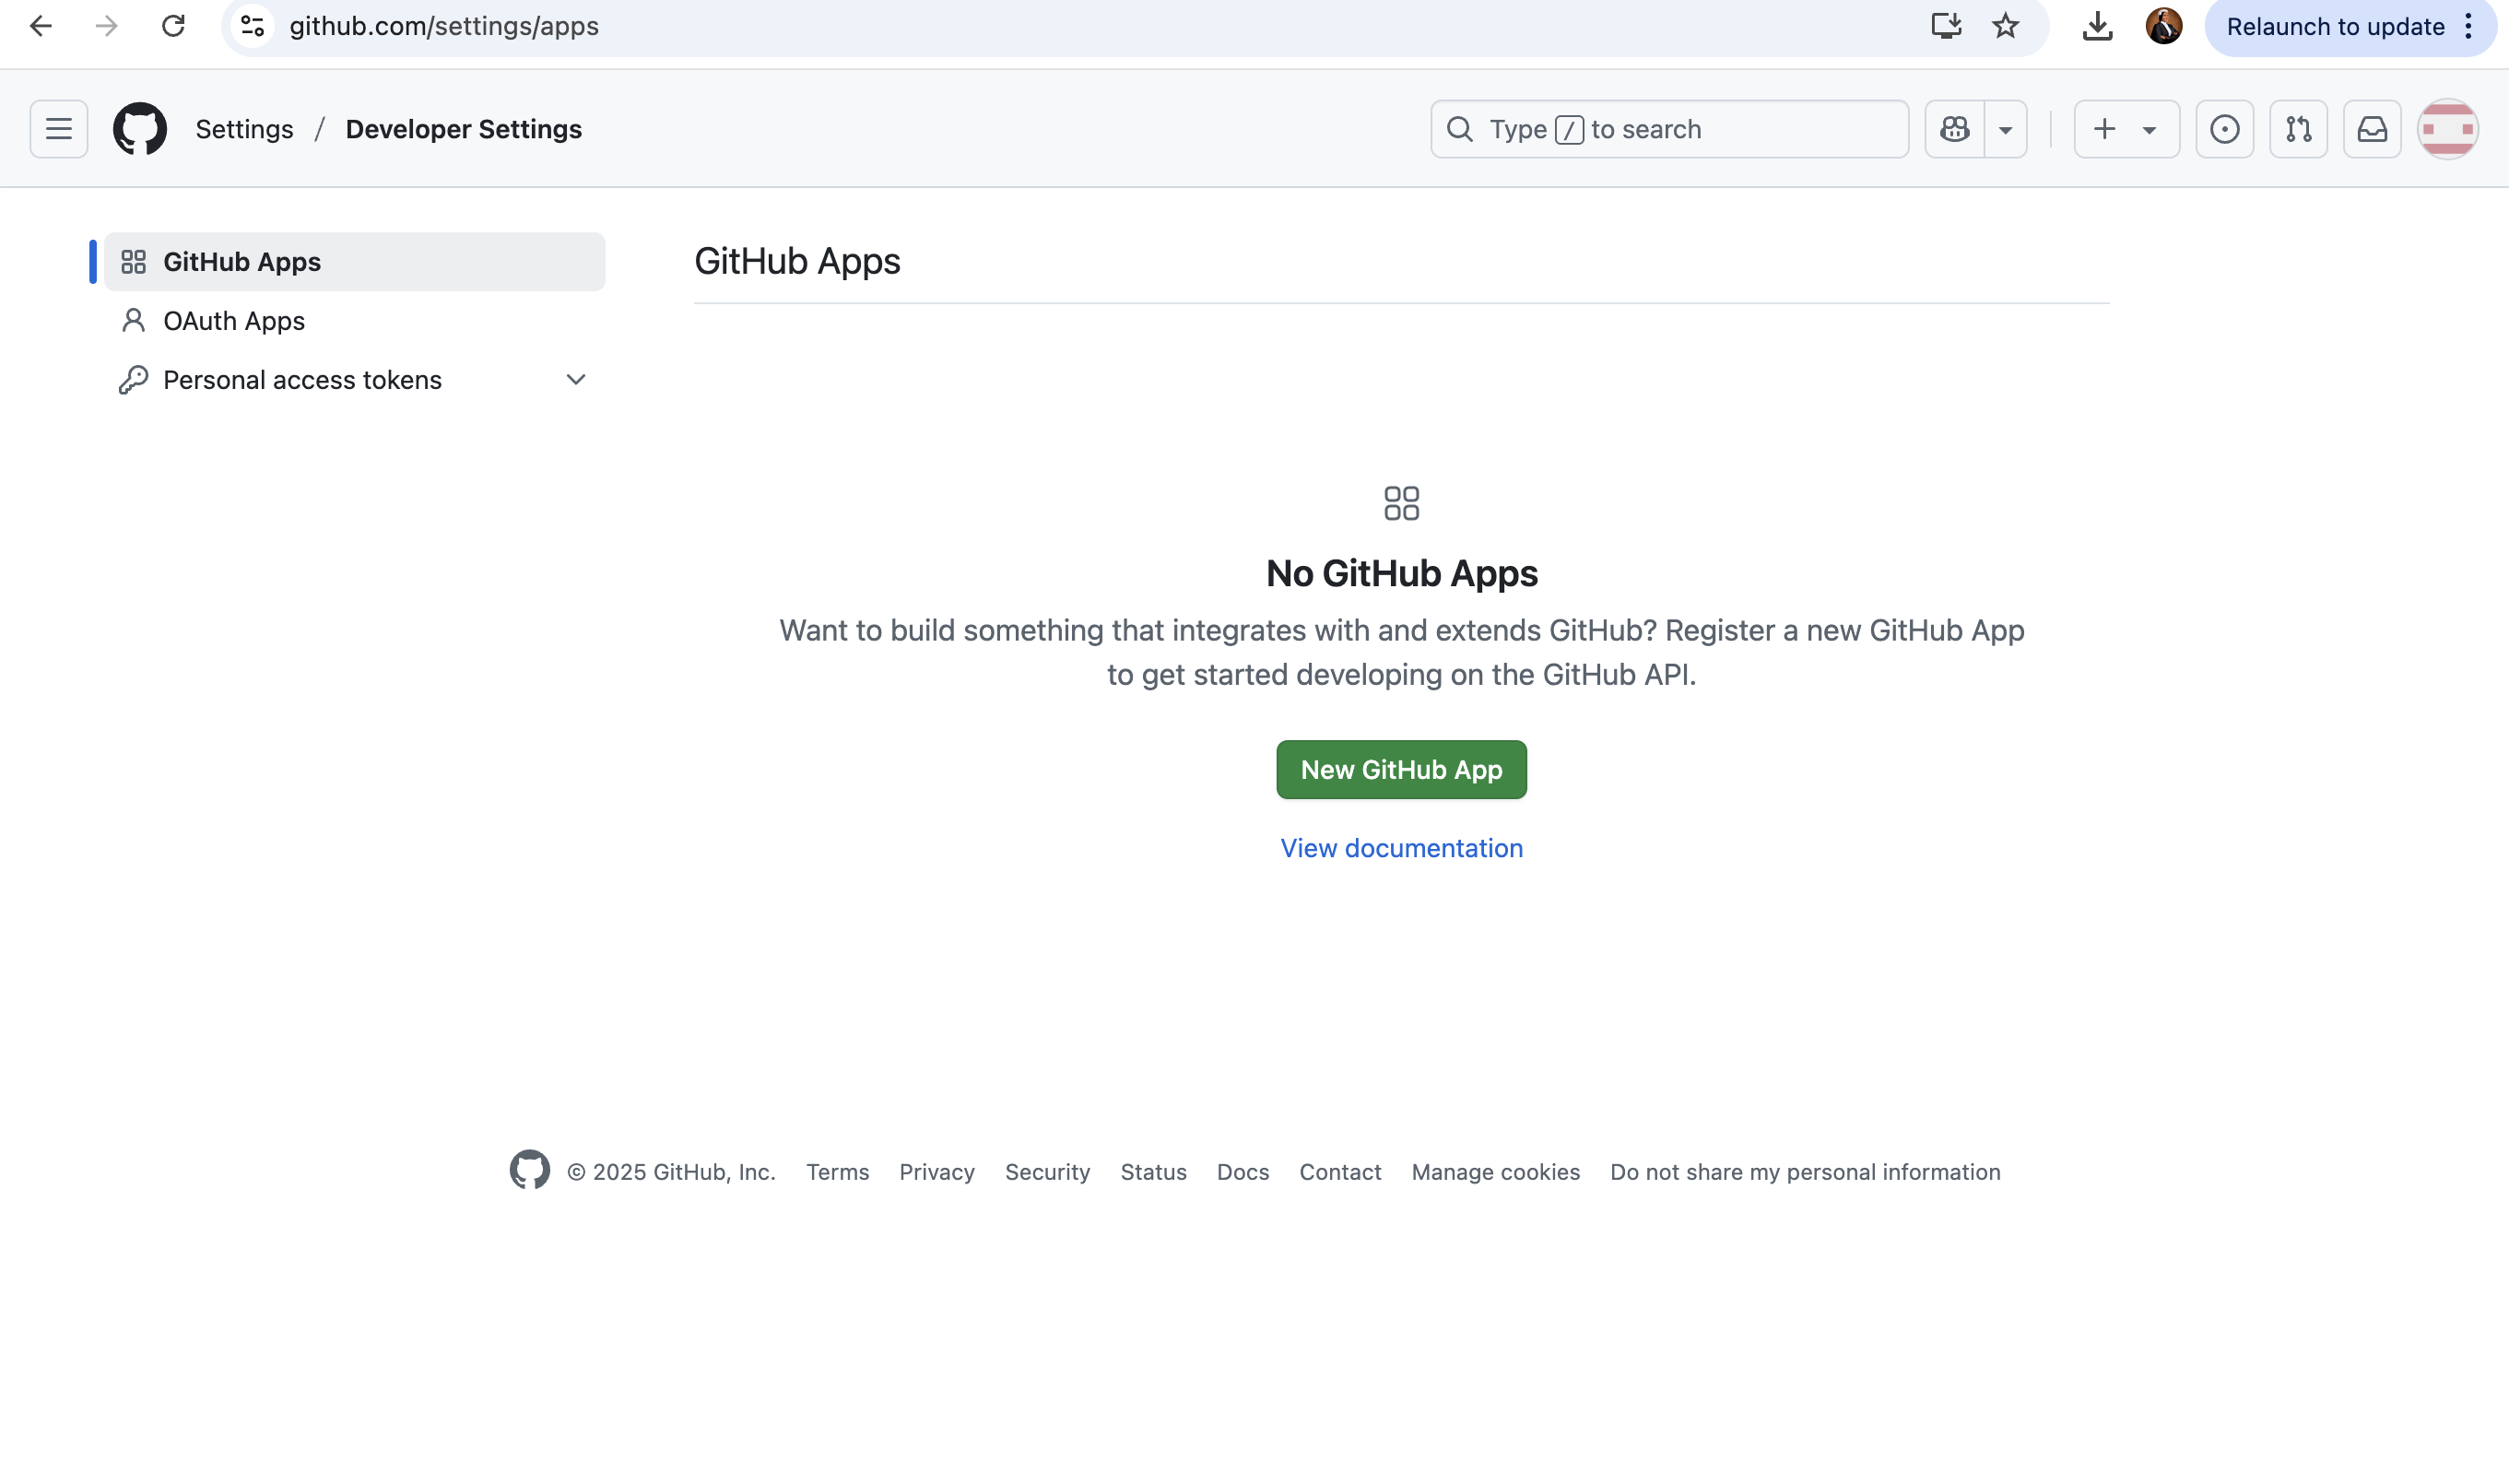 github.com/settings/apps
Relaunch to update
Settings / Developer Settings
Type / to search
GitHub Apps
OAuth Apps
Personal access tokens
GitHub Apps
No GitHub Apps
Want to build something that integrates with and extends GitHub? Register a new GitHub App
to get started developing on the GitHub API.
New GitHub App
View documentation
© 2025 GitHub, Inc. Terms Privacy Security Status Docs Contact Manage cookies Do not share my personal information